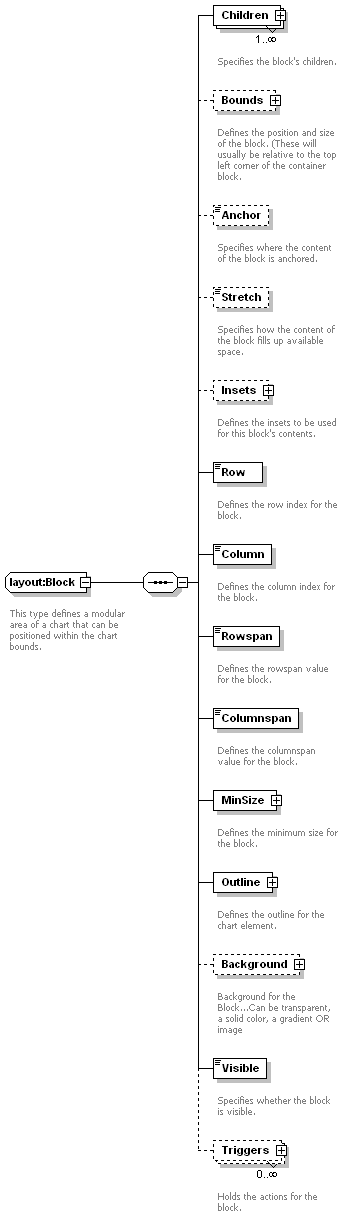 Children
1..∞
Specifies the block's children.
Bounds
Defines the position and size
of the block. (These will
usually be relative to the top
left corner of the container
block.
Anchor
Specifies where the content
of the block is anchored.
Stretch
Specifies how the content of
the block fills up available
space.
Insets
Defines the insets to be used
for this block's contents.
Row
Defines the row index for the
block.
Column
Defines the column index for
the block.
layout:Block
This type defines a modular
area of a chart that can be
positioned within the chart
bounds.
Rowspan
Defines the rowspan value
for the block.
Columnspan
Defines the columnspan
value for the block.
MinSize
Defines the minimum size for
the block.
Outline
Defines the outline for the
chart element.
Background
Background for the
Block...Can be transparent,
a solid color, a gradient OR
image
Visible
Specifies whether the block
is visible.
Triggers
0..∞
Holds the actions for the
block.